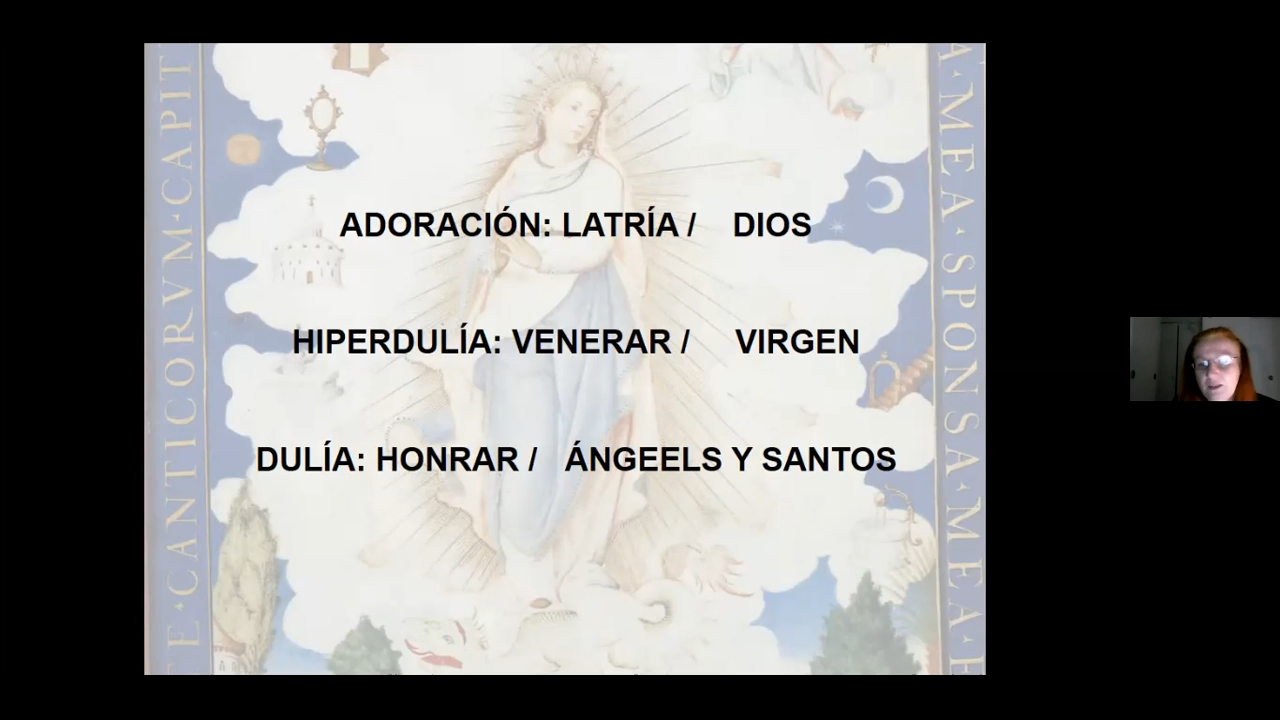 ADORACIÓN: LATRÍA / DIOS
HIPERDULÍA: VENERAR / VIRGEN
DULÍA: HONRAR / ÁNGEELS Y SANTOS
CANTICORVM·CAPIT
A·MEA·SPONSA·MEA·